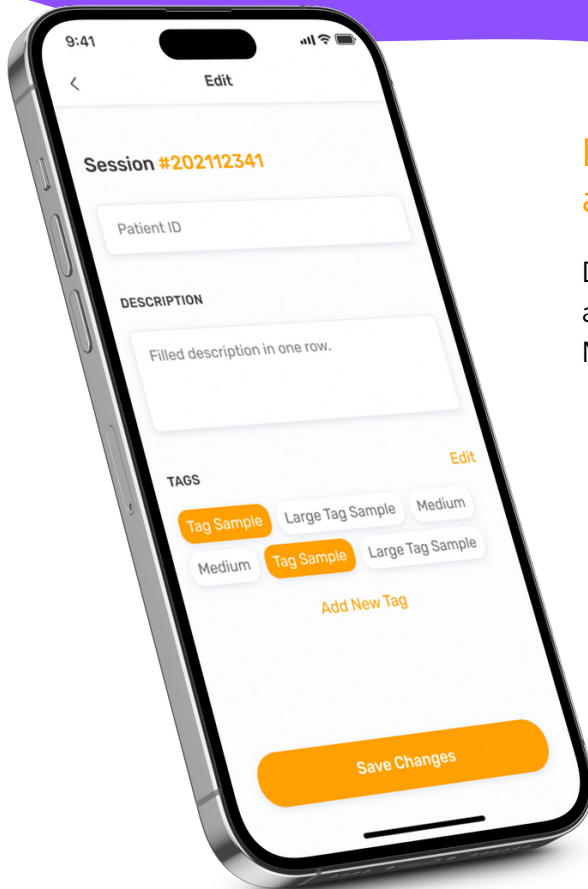 9:41
Edit
Session #202112341
Patient ID
DESCRIPTION
Filled description in one row.
TAGS
Edit
Tag Sample Large Tag Sample Medium
Medium Tag Sample Large Tag Sample
Add New Tag
Save Changes